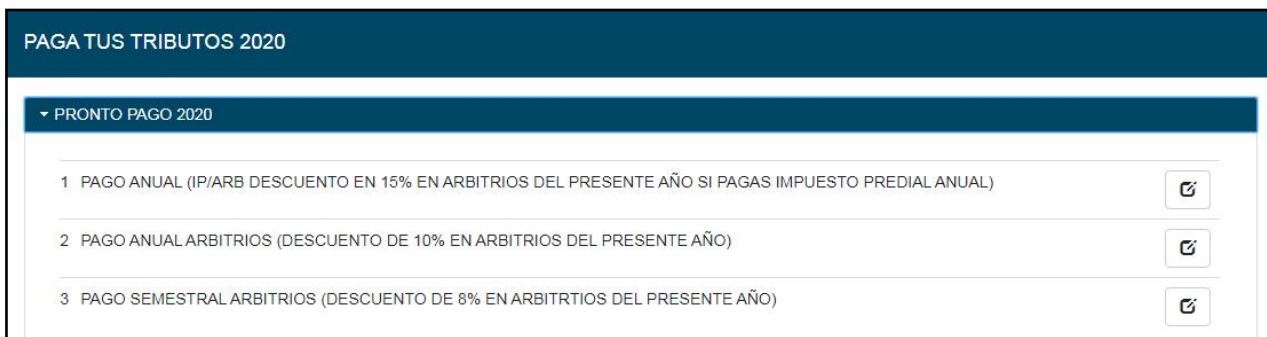 PAGA TUS TRIBUTOS 2020
PRONTO PAGO 2020
1 PAGO ANUAL (IP/ARB DESCUENTO EN 15% EN ARBITRIOS DEL PRESENTE AÑO SI PAGAS IMPUESTO PREDIAL ANUAL)
2 PAGO ANUAL ARBITRIOS (DESCUENTO DE 10% EN ARBITRIOS DEL PRESENTE AÑO)
3 PAGO SEMESTRAL ARBITRIOS (DESCUENTO DE 8% EN ARBITRTIOS DEL PRESENTE AÑO)